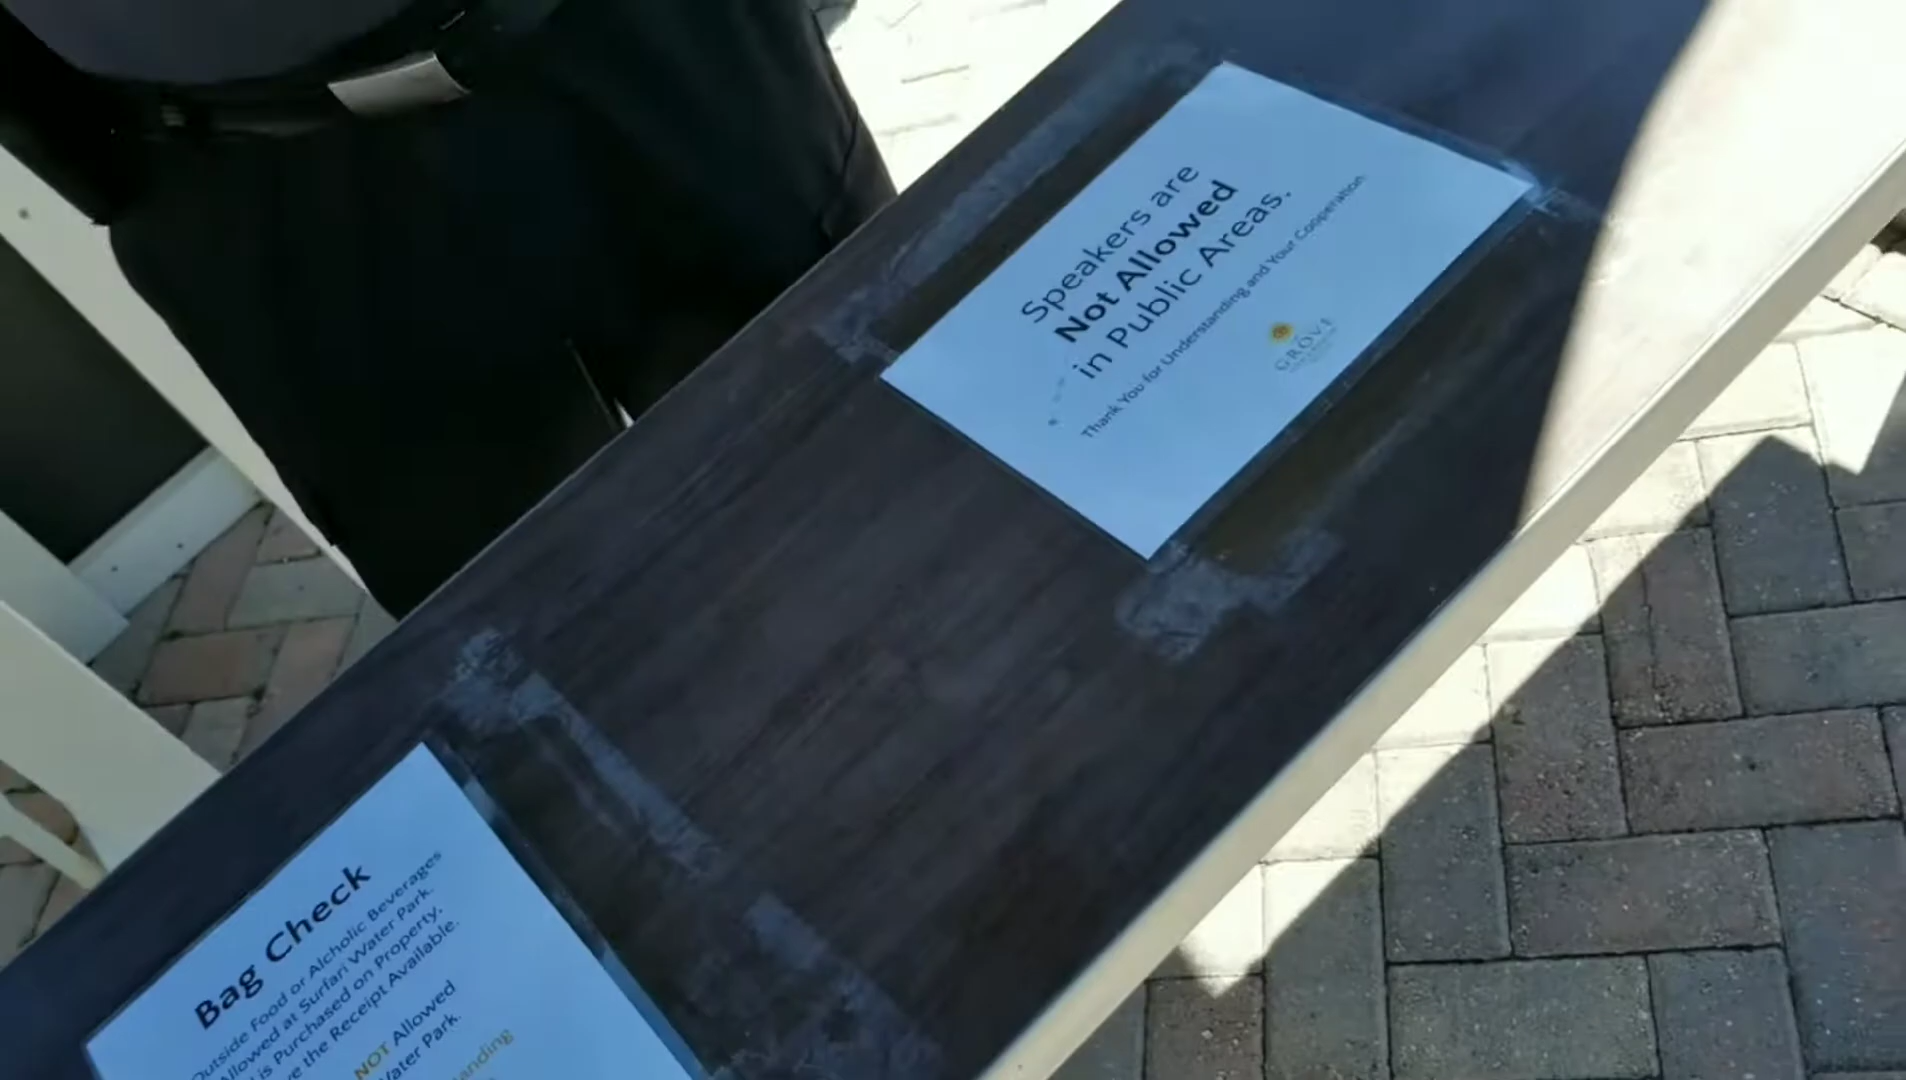 Speakers are
Not Allowed
in Public Areas.
Thank You for Understanding and Your Cooperation
GROVE
Bag Check
Outside Food or Alchohlic Beverages
Allowed at Surfari Water Park.
is Purchased on Property.
the Receipt Available.
NOT Allowed
Water Park.